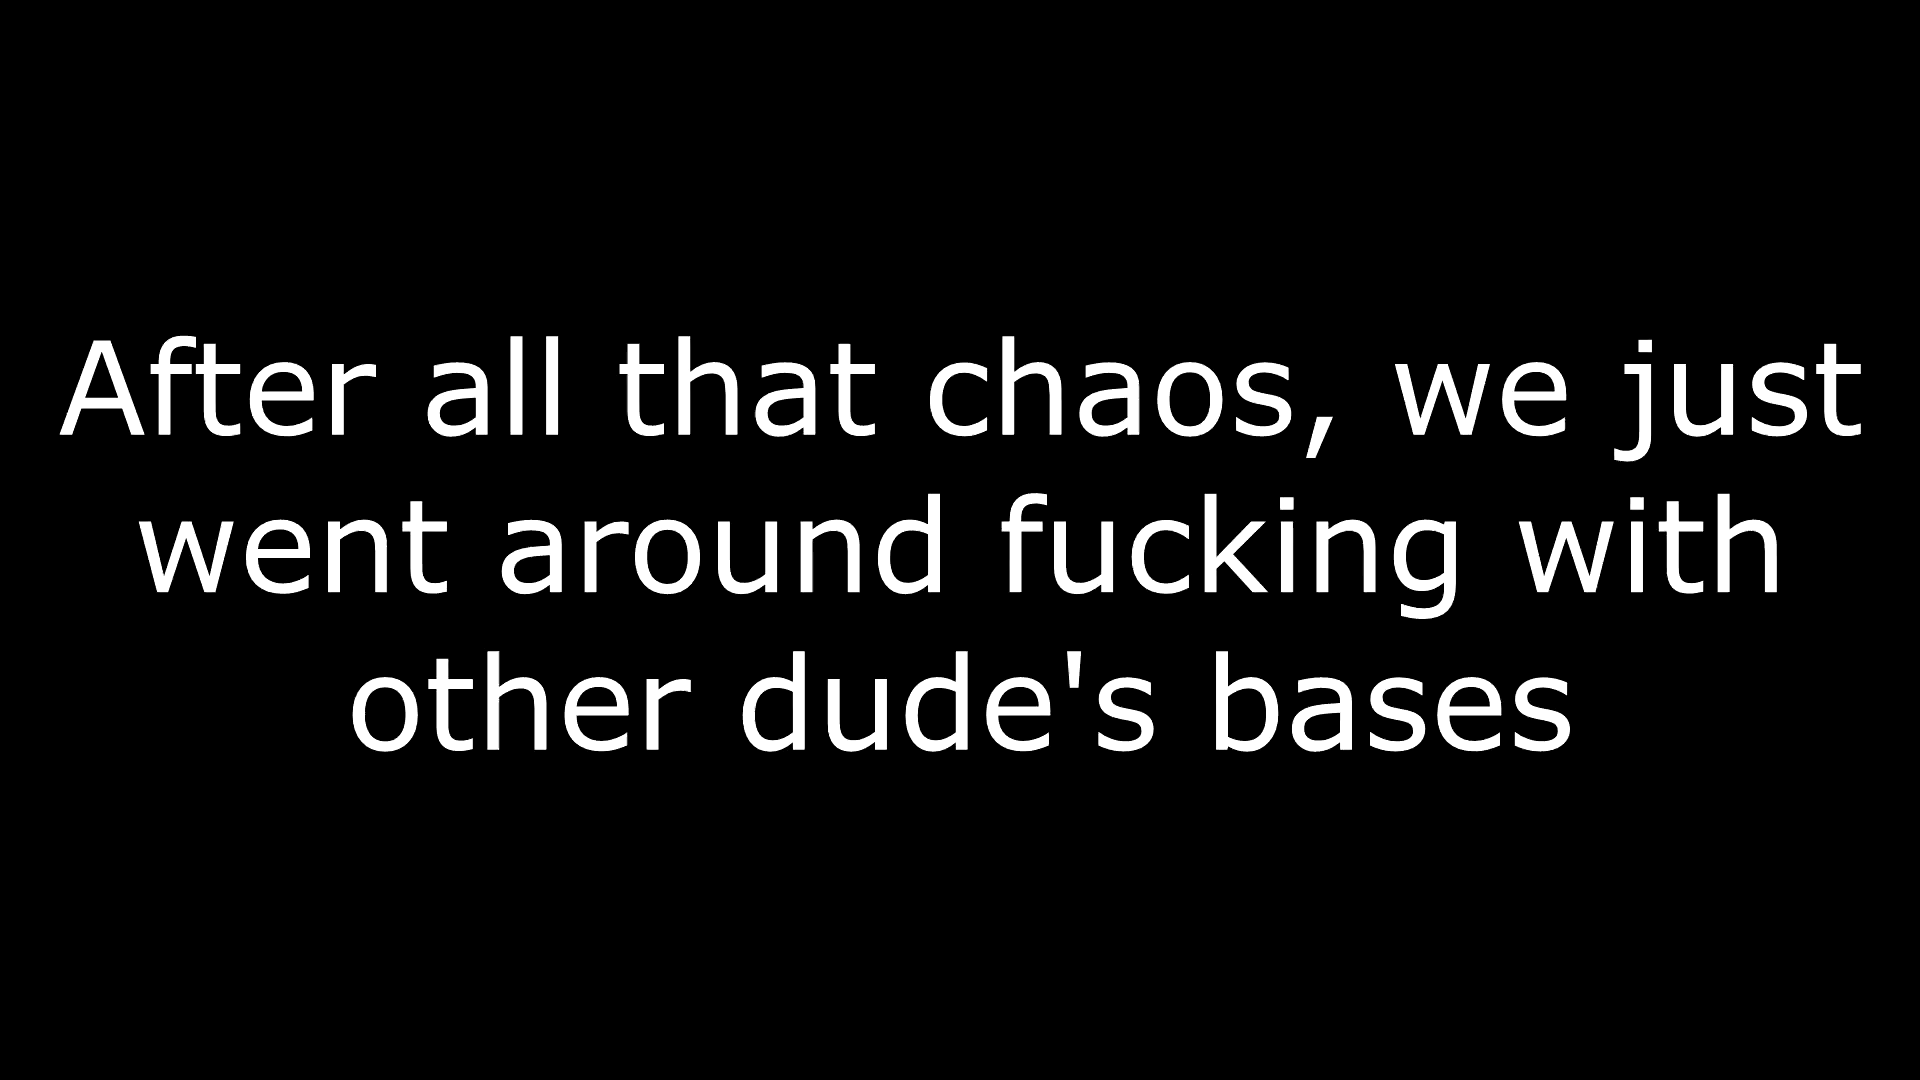 After all that chaos, we just
went around fucking with
other dude's bases